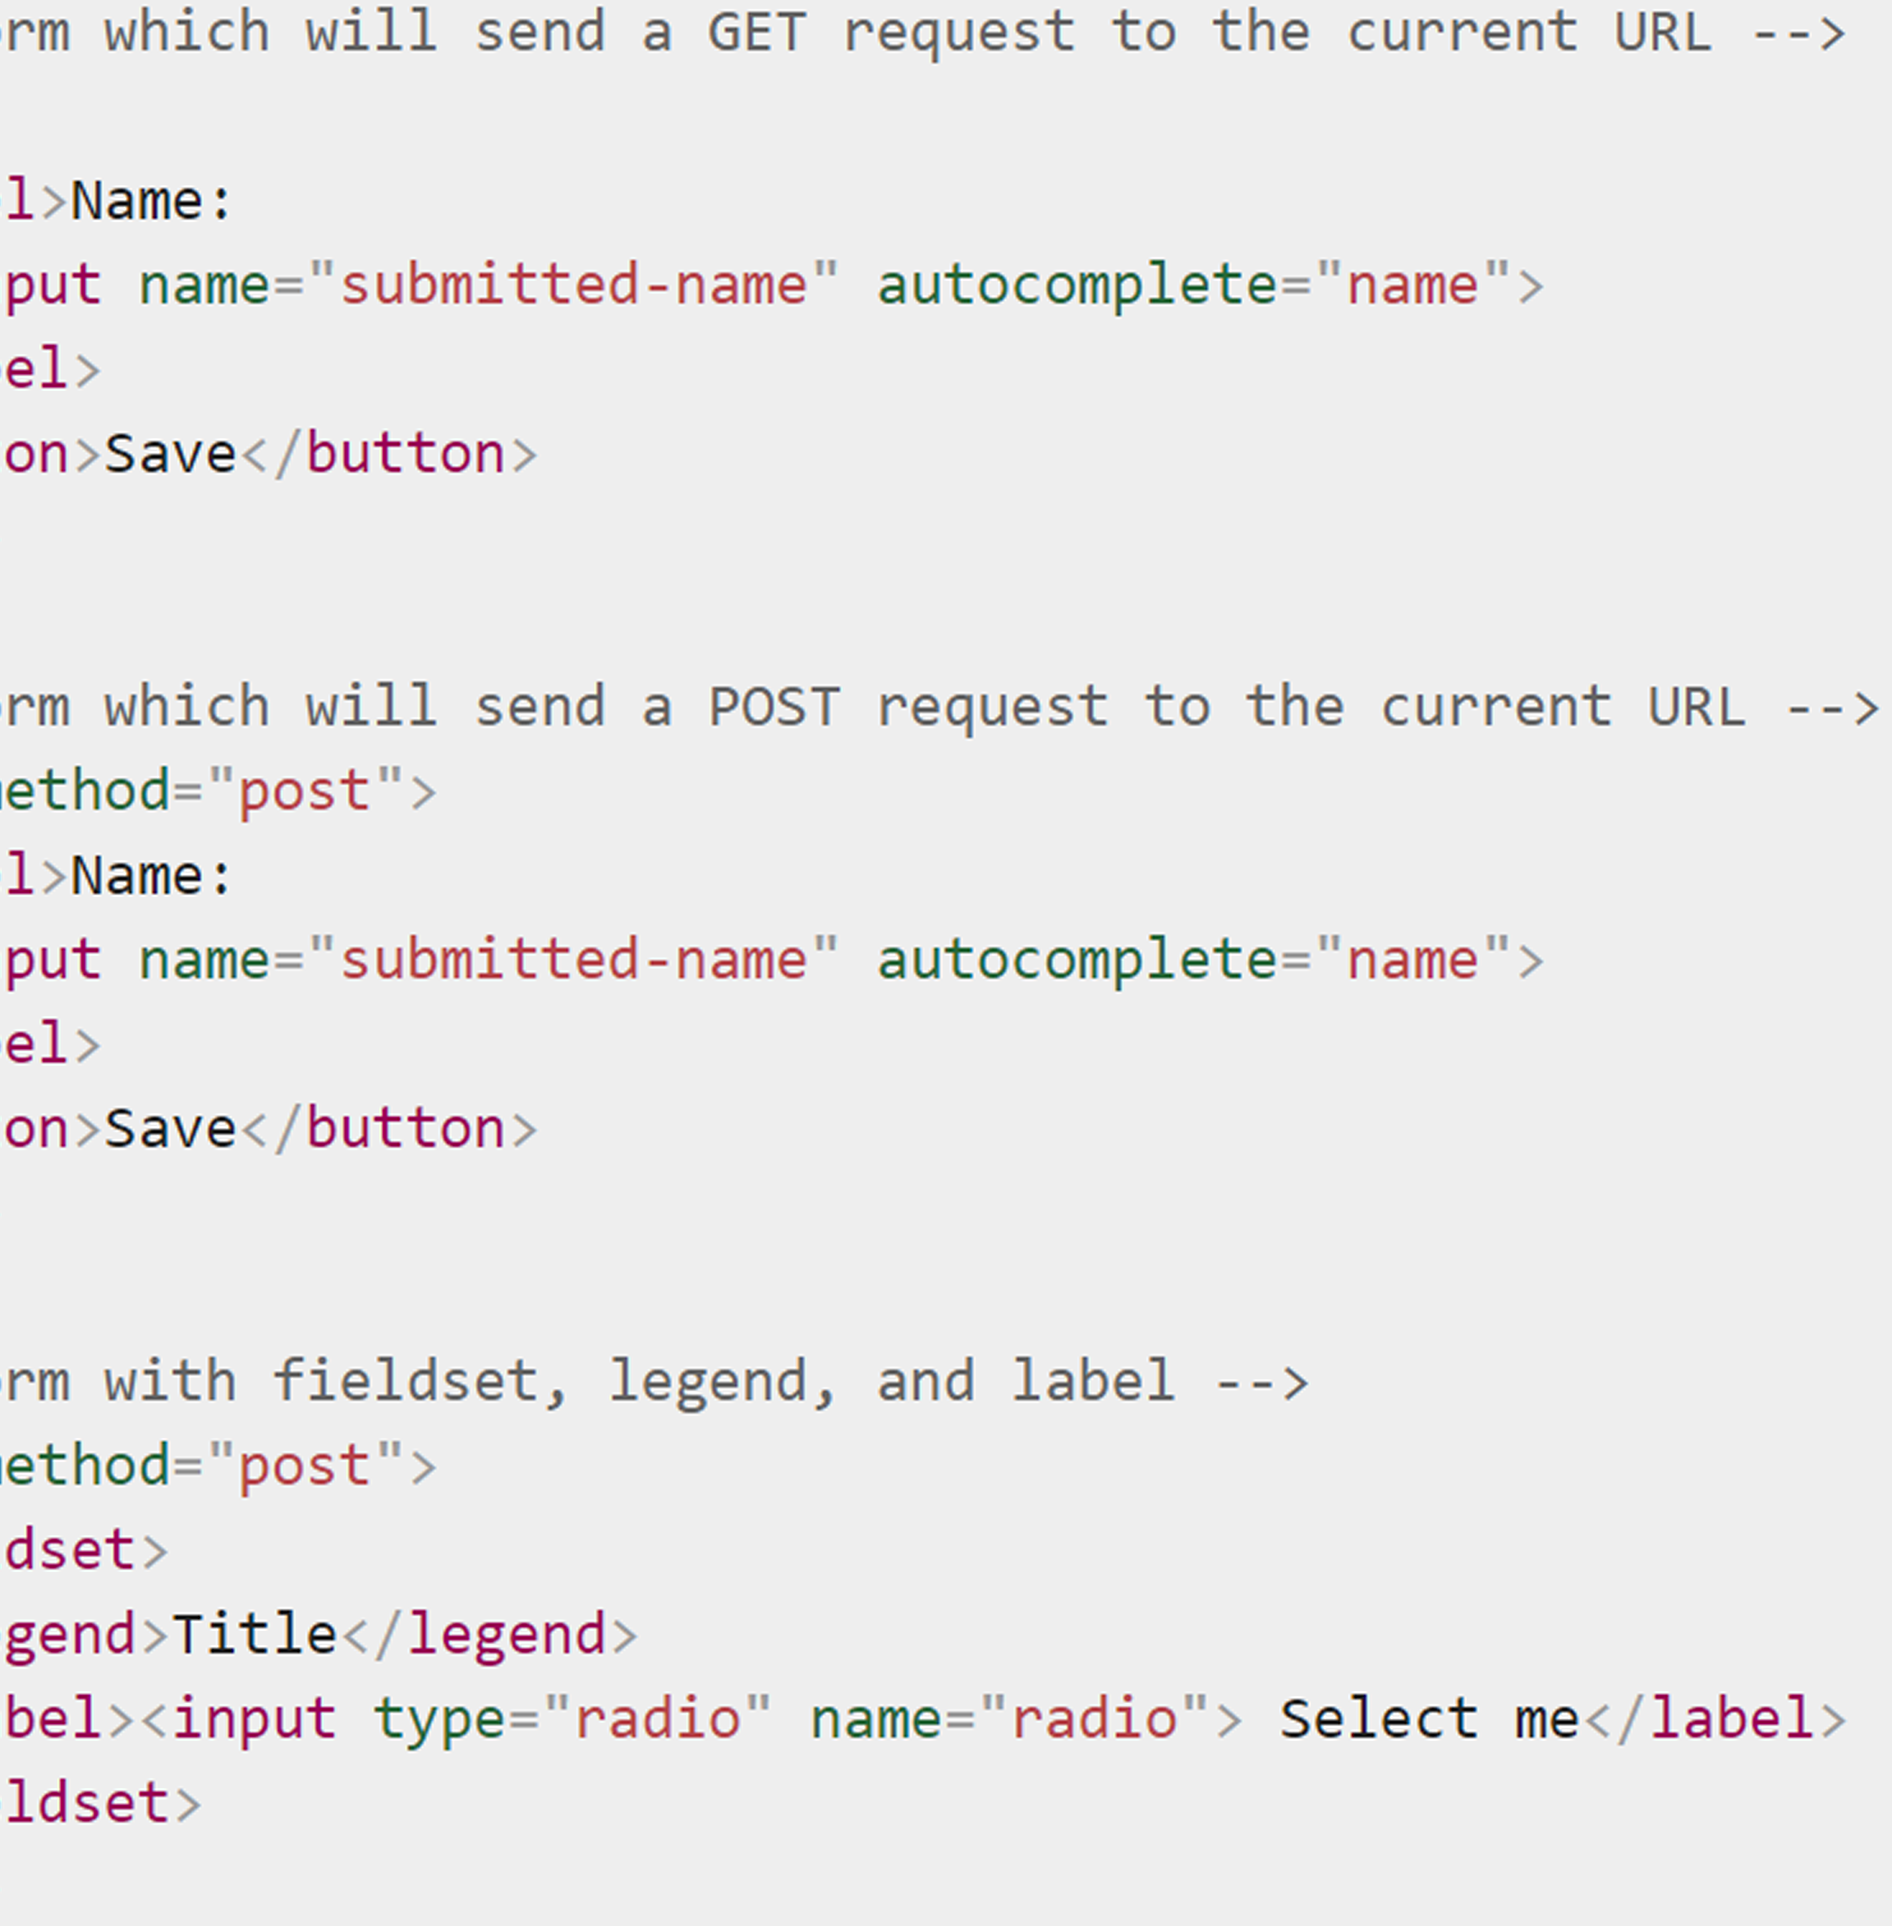 rm which will send a GET request to the current URL -->
l>Name:
put name="submitted-name" autocomplete="name">
el>
on>Save</button>
rm which will send a POST request to the current URL -->
ethod="post">
l>Name:
put name="submitted-name" autocomplete="name">
el>
on>Save</button>
rm with fieldset, legend, and label -->
ethod="post">
dset>
gend>Title</legend>
bel><input type="radio" name="radio"> Select me</label>
ldset>